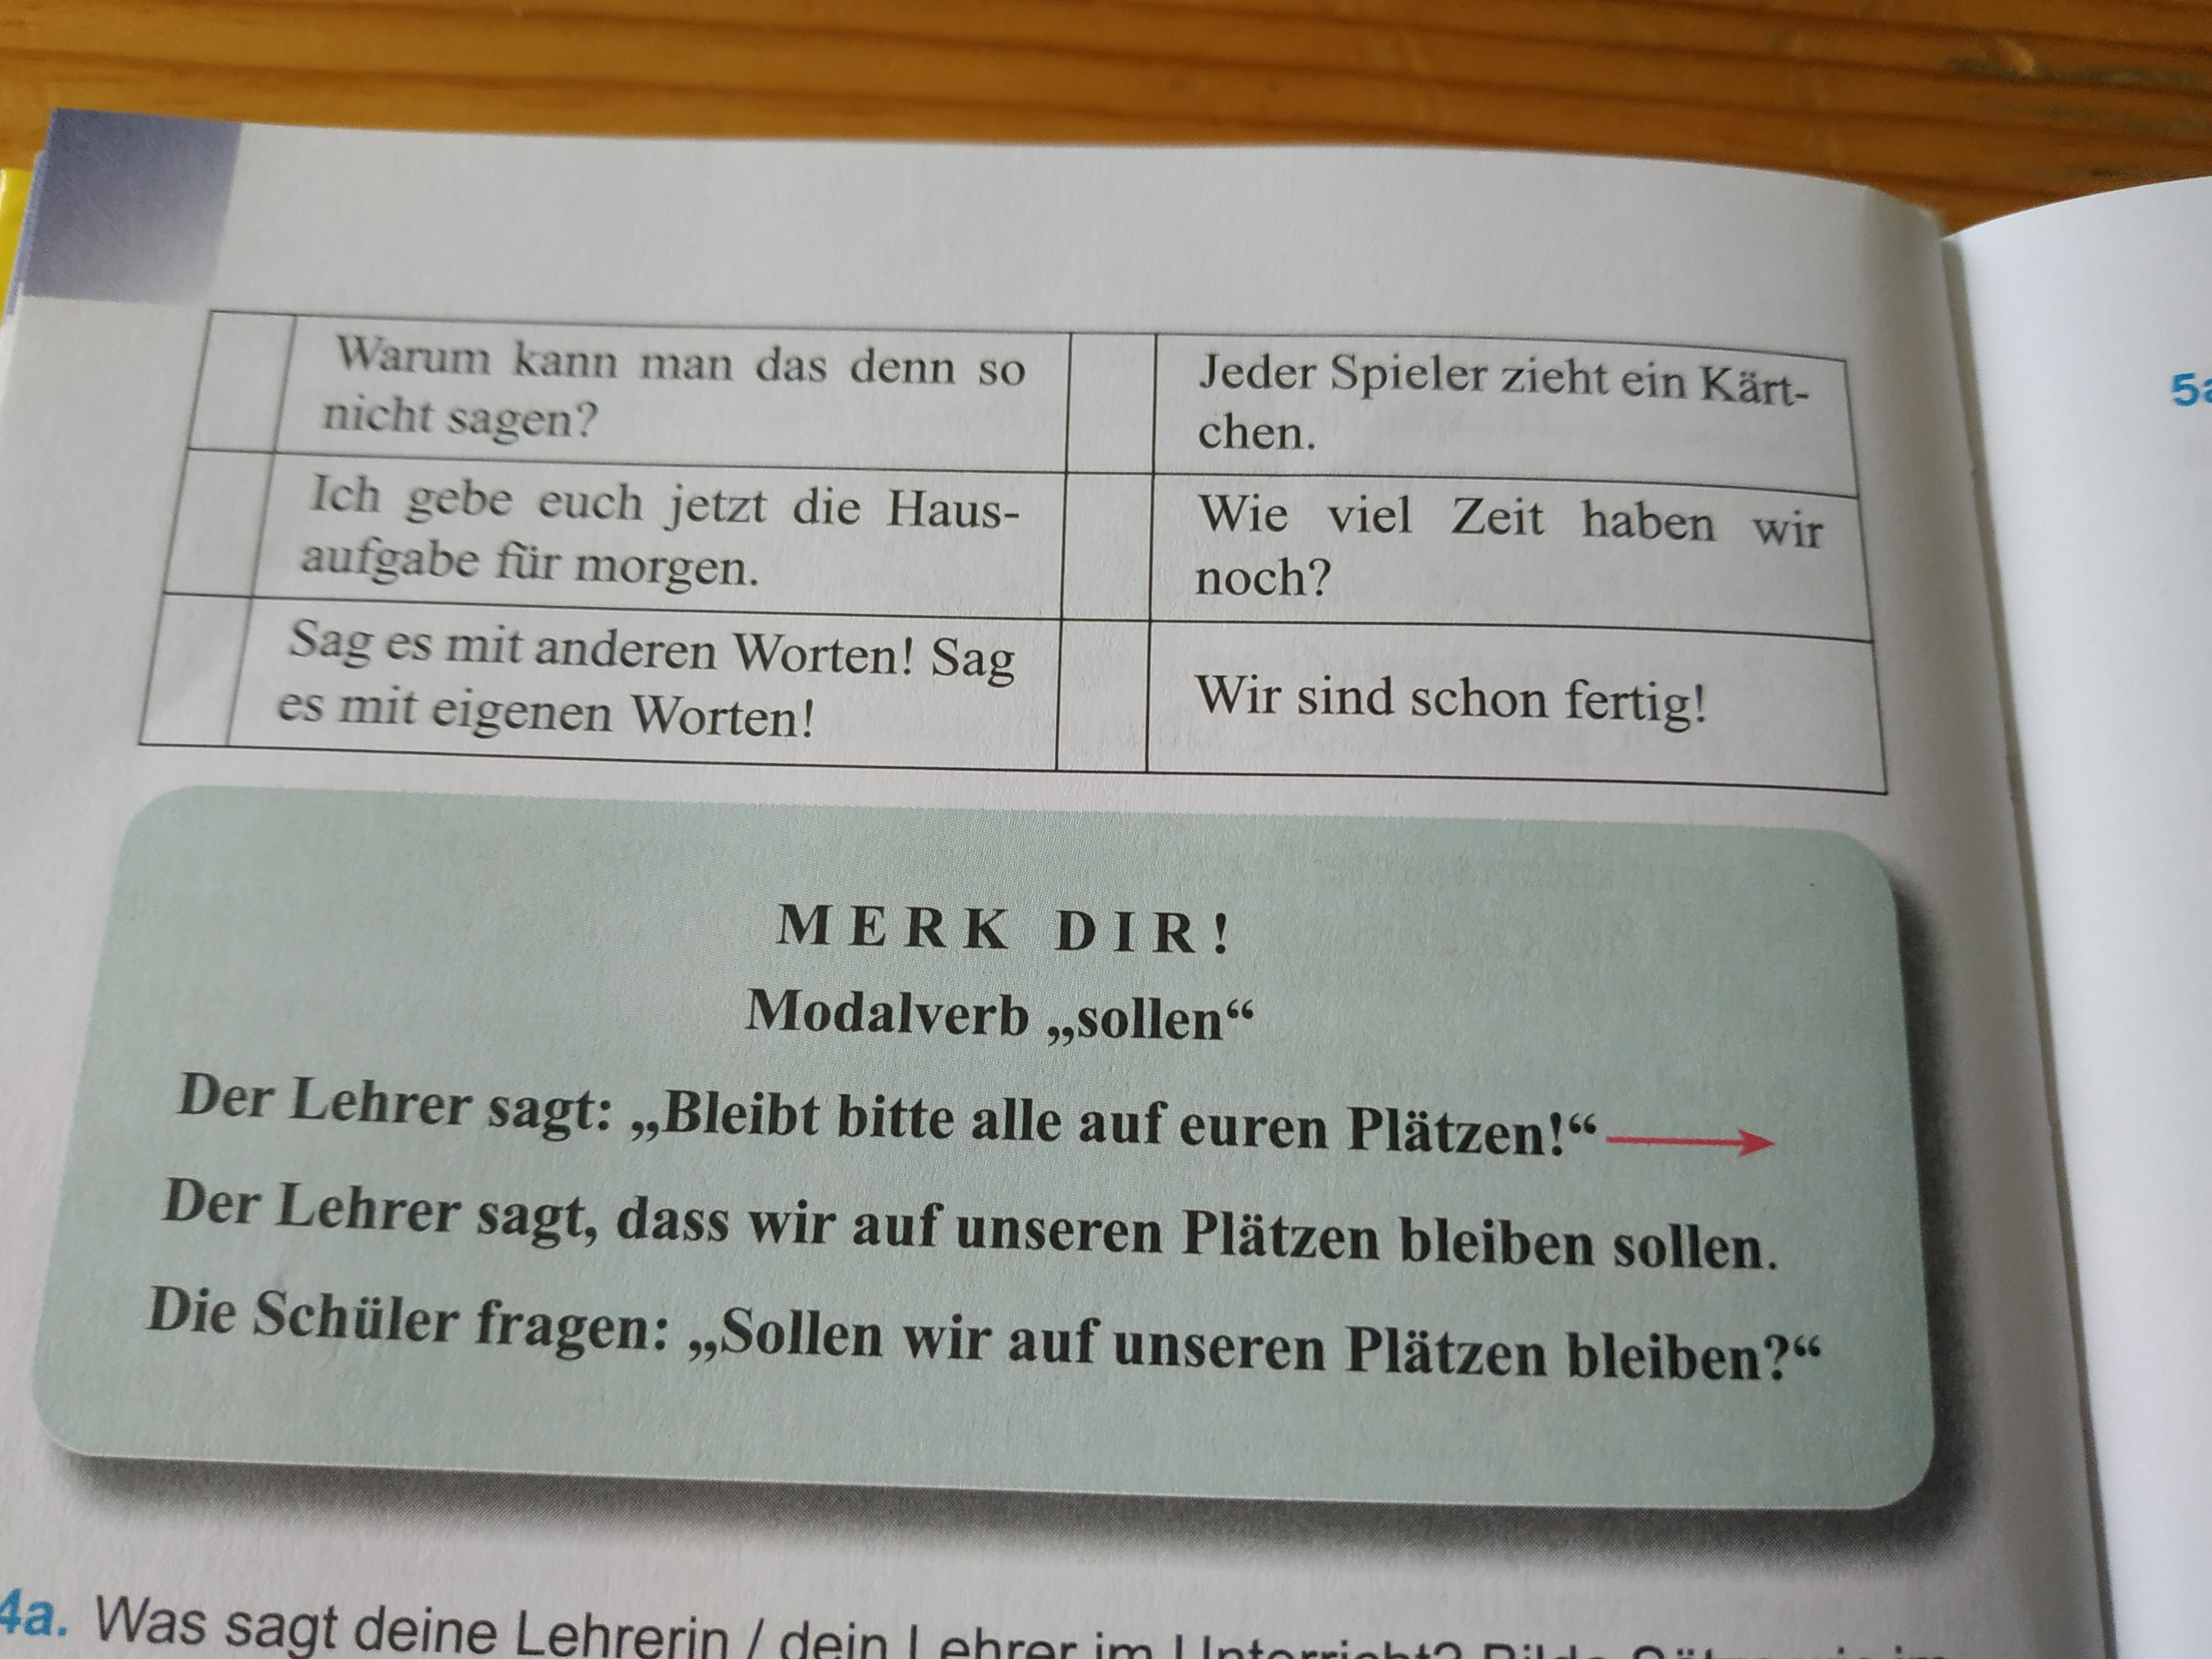 Warum kann man das denn so
nicht sagen?
Jeder Spieler zieht ein Kärt-
chen.
Ich gebe euch jetzt die Haus-
aufgabe für morgen.
Wie viel Zeit haben wir
noch?
Sag es mit anderen Worten! Sag
es mit eigenen Worten!
Wir sind schon fertig!
MERK DIR!
Modalverb „sollen“
Der Lehrer sagt: „Bleibt bitte alle auf euren Plätzen!“
Der Lehrer sagt, dass wir auf unseren Plätzen bleiben sollen.
Die Schüler fragen: „Sollen wir auf unseren Plätzen bleiben?“
4a. Was sagt deine Lehrerin / dein Lehrer im Unterricht?